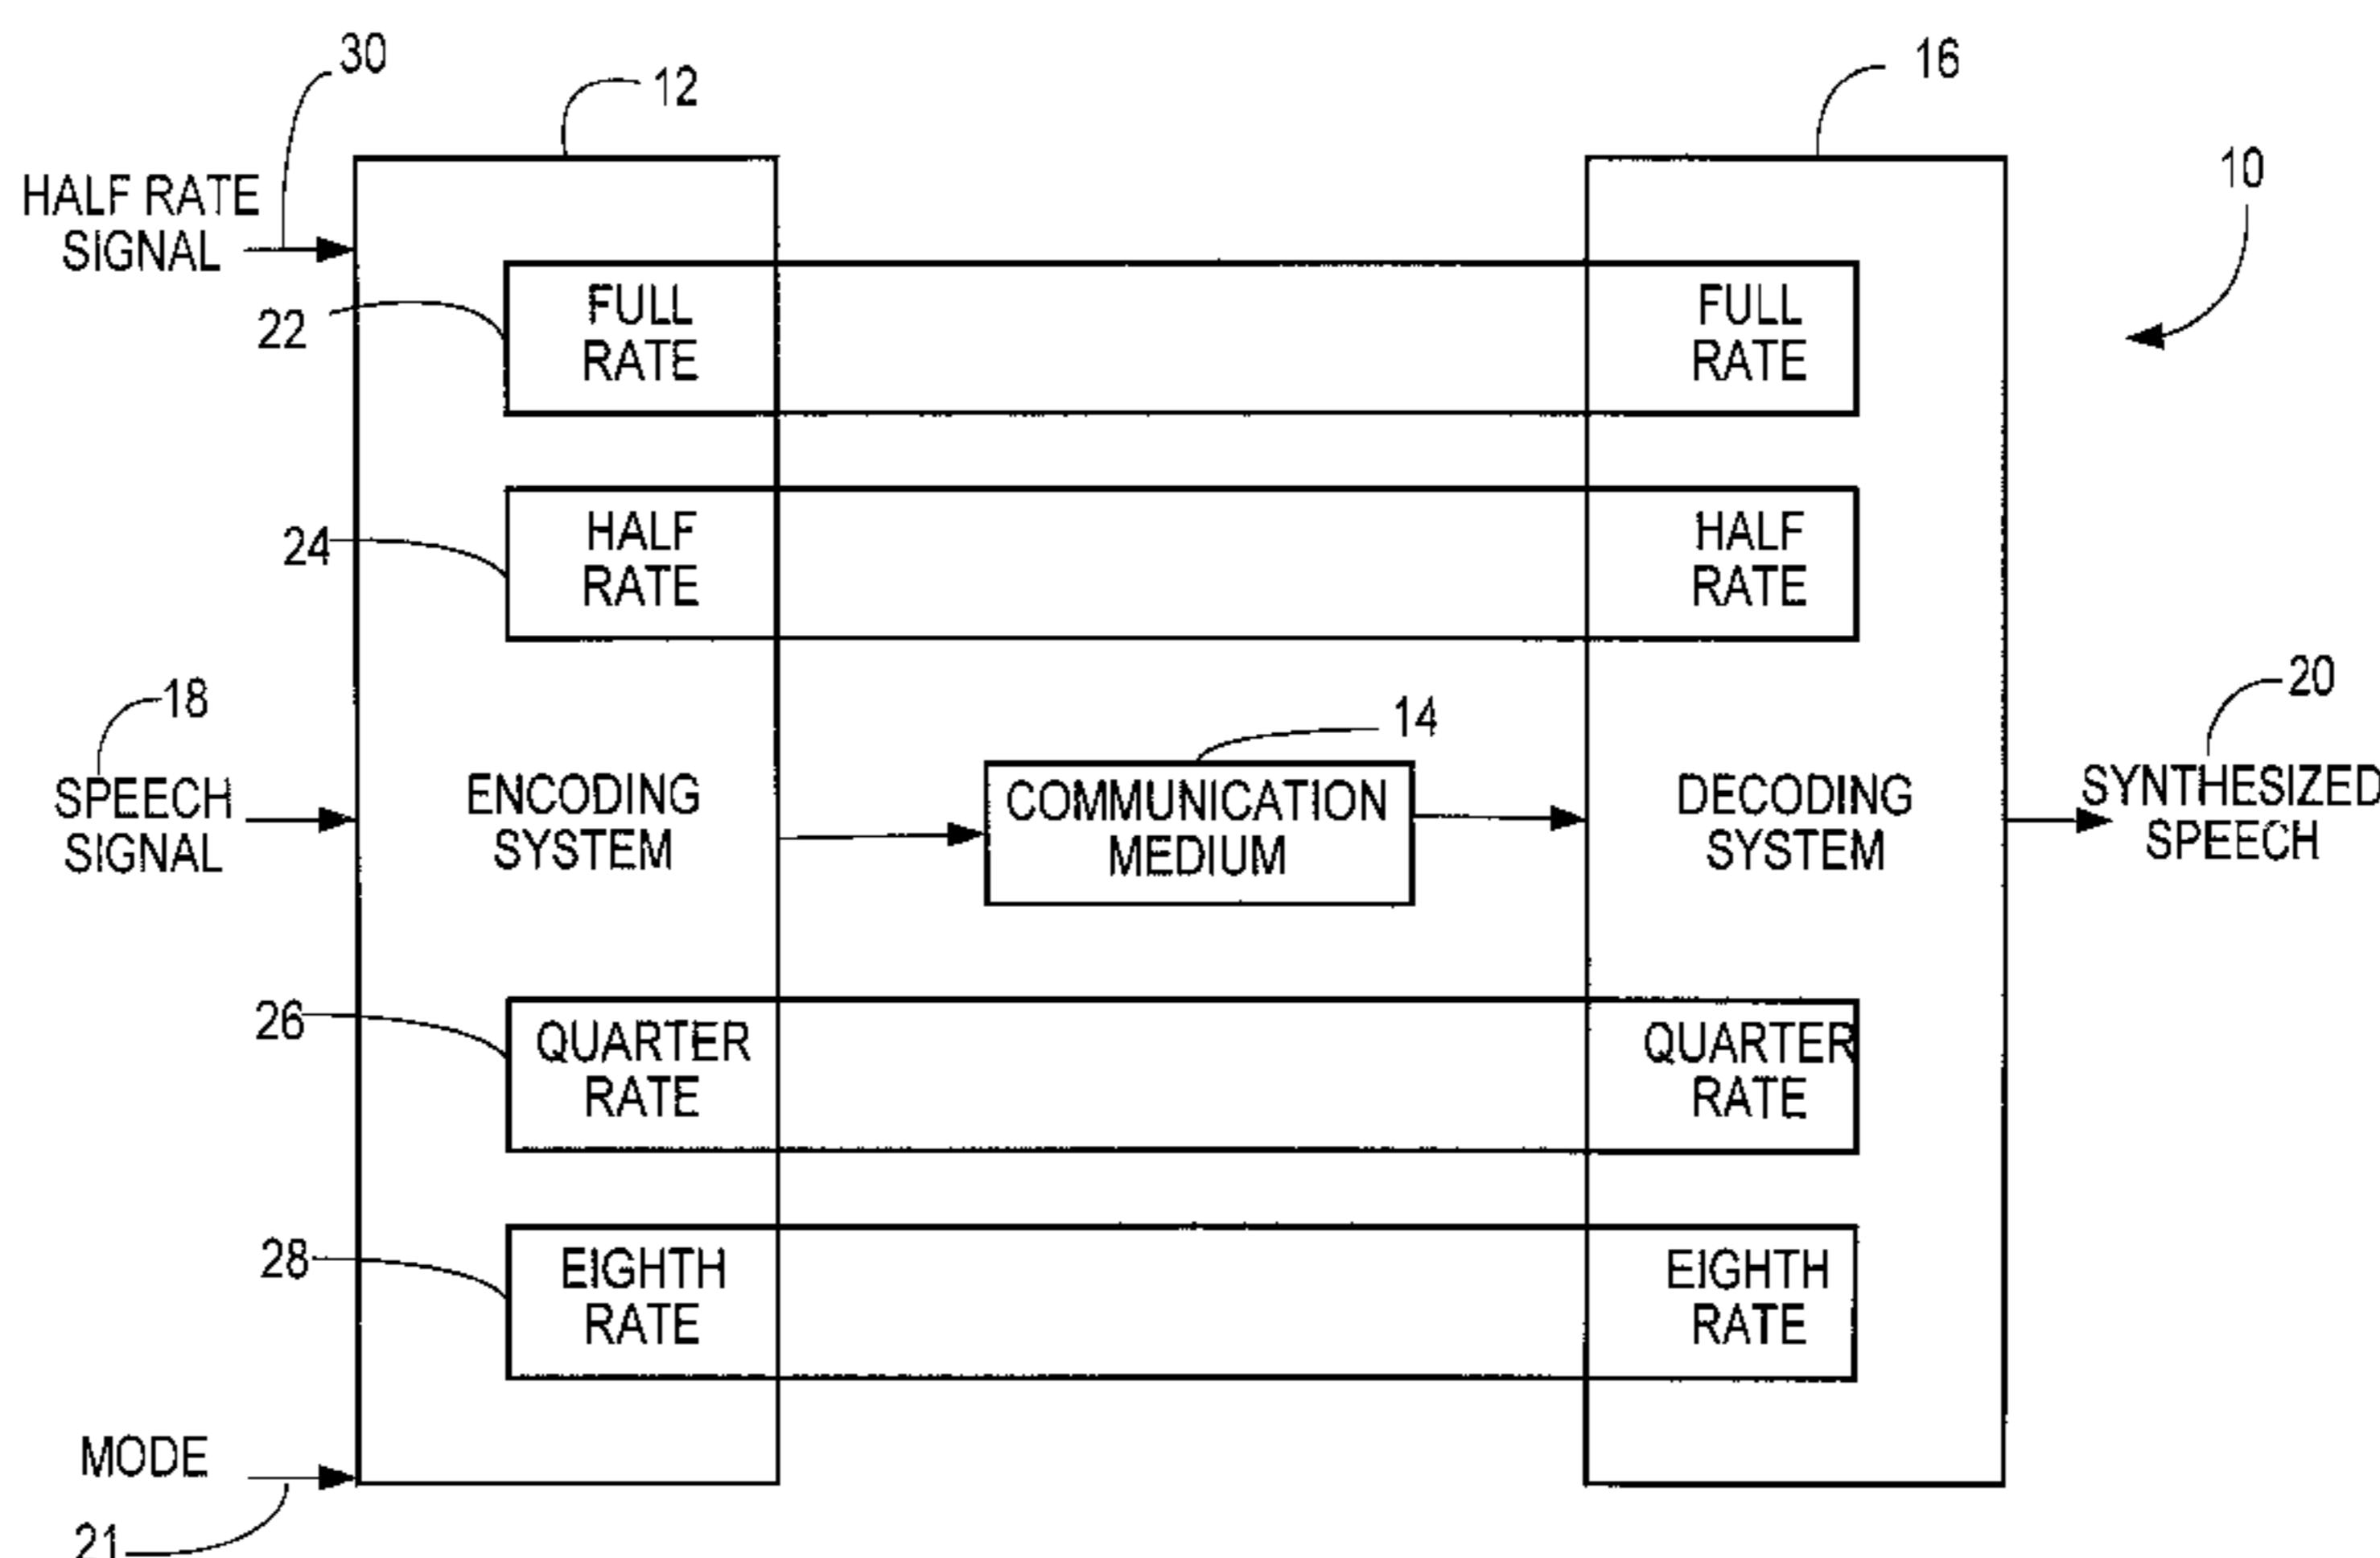 30
12
16
HALF RATE
SIGNAL
10
22
FULL
RATE
FULL
RATE
24
HALF
RATE
HALF
RATE
18
SPEECH
SIGNAL
ENCODING
SYSTEM
14
COMMUNICATION
MEDIUM
DECODING
SYSTEM
20
SYNTHESIZED
SPEECH
26
QUARTER
RATE
QUARTER
RATE
28
EIGHTH
RATE
EIGHTH
RATE
MODE
21